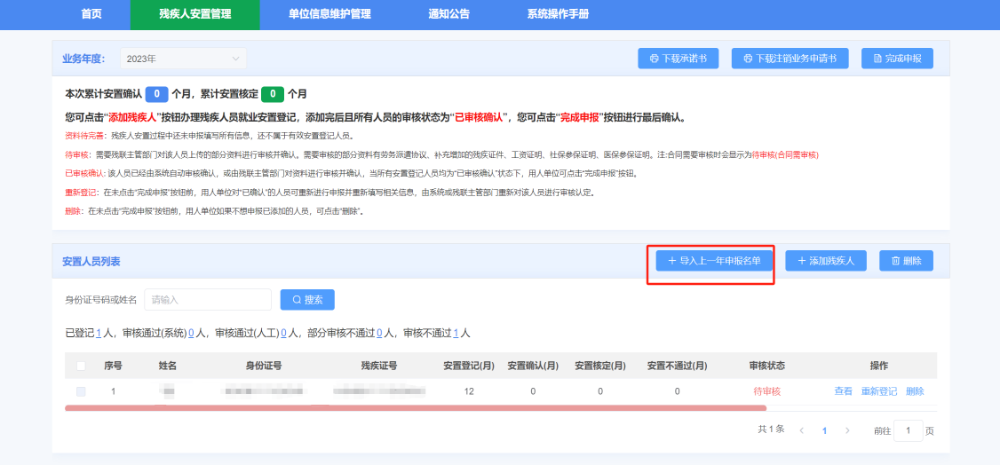 首页 残疾人安置管理 单位信息维护管理 通知公告 系统操作手册
业务年度: 2023年 下载承诺书 下载注销业务申请书 完成申报
本次累计安置确认 0 个月，累计安置核定 0 个月
您可点击“添加残疾人”按钮办理残疾人员就业安置登记，添加完后且所有人员的审核状态为“已审核确认”，您可点击“完成申报”按钮进行最后确认。
资料待完善：残疾人安置过程中还未申报填写所有信息，还不属于有效安置登记人员。
待审核：需要残联主管部门对该人员上传的部分资料进行审核并确认。需要审核的部分资料有劳务派遣协议、补充增加的残疾证件、工资证明、社保参保证明、医保参保证明。注:合同需要审核时会显示为待审核(合同需审核)
已审核确认: 该人员已经由系统自动审核确认，或由残联主管部门对资料进行审核并确认，当所有安置登记人员均为“已审核确认”状态下，用人单位可点击“完成申报”按钮。
重新登记：在未点击“完成申报”按钮前，用人单位对“已确认”的人员可重新进行申报并重新填写相关信息，由系统或残联主管部门重新对该人员进行审核认定。
删除：在未点击“完成申报”按钮前，用人单位如果不想申报已添加的人员，可点击“删除”。
安置人员列表 + 导入上一年申报名单 + 添加残疾人 删除
身份证号码或姓名 请输入 搜索
已登记1人，审核通过(系统)0人，审核通过(人工)0人，部分审核不通过0人，审核不通过1人
序号 姓名 身份证号 残疾证号 安置登记(月) 安置确认(月) 安置核定(月) 安置不通过(月) 审核状态 操作
1 12 0 0 0 待审核 查看 重新登记 删除
共 1 条 < 1 > 前往 1 页